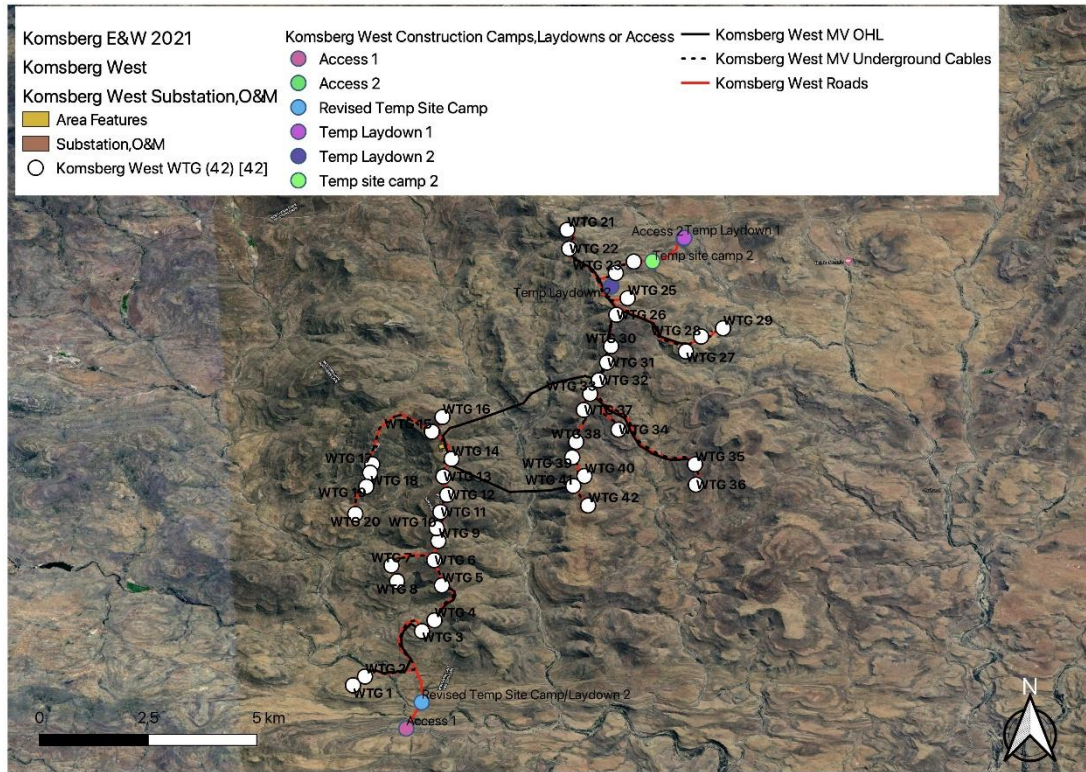 Komsberg E&W 2021
Komsberg West
Komsberg West Substation,O&M
Area Features
Substation,O&M
Komsberg West WTG (42) [42]
Komsberg West Construction Camps,Laydowns or Access
Access 1
Access 2
Revised Temp Site Camp
Temp Laydown 1
Temp Laydown 2
Temp site camp 2
Komsberg West MV OHL
Komsberg West MV Underground Cables
Komsberg West Roads
WTG 21
Access 2
Temp Laydown 1
WTG 22
Temp site camp 2
WTG 23
Temp Laydown 2
WTG 25
WTG 26
WTG 28
WTG 29
WTG 27
WTG 30
WTG 31
WTG 32
WTG 33
WTG 37
WTG 34
WTG 38
WTG 39
WTG 35
WTG 40
WTG 41
WTG 36
WTG 42
WTG 16
WTG 15
WTG 14
WTG 17
WTG 13
WTG 18
WTG 19
WTG 12
WTG 20
WTG 11
WTG 10
WTG 9
WTG 7
WTG 6
WTG 8
WTG 5
WTG 4
WTG 3
WTG 2
WTG 1
Revised Temp Site Camp/Laydown 2
Access 1
0
2,5
5 km
N